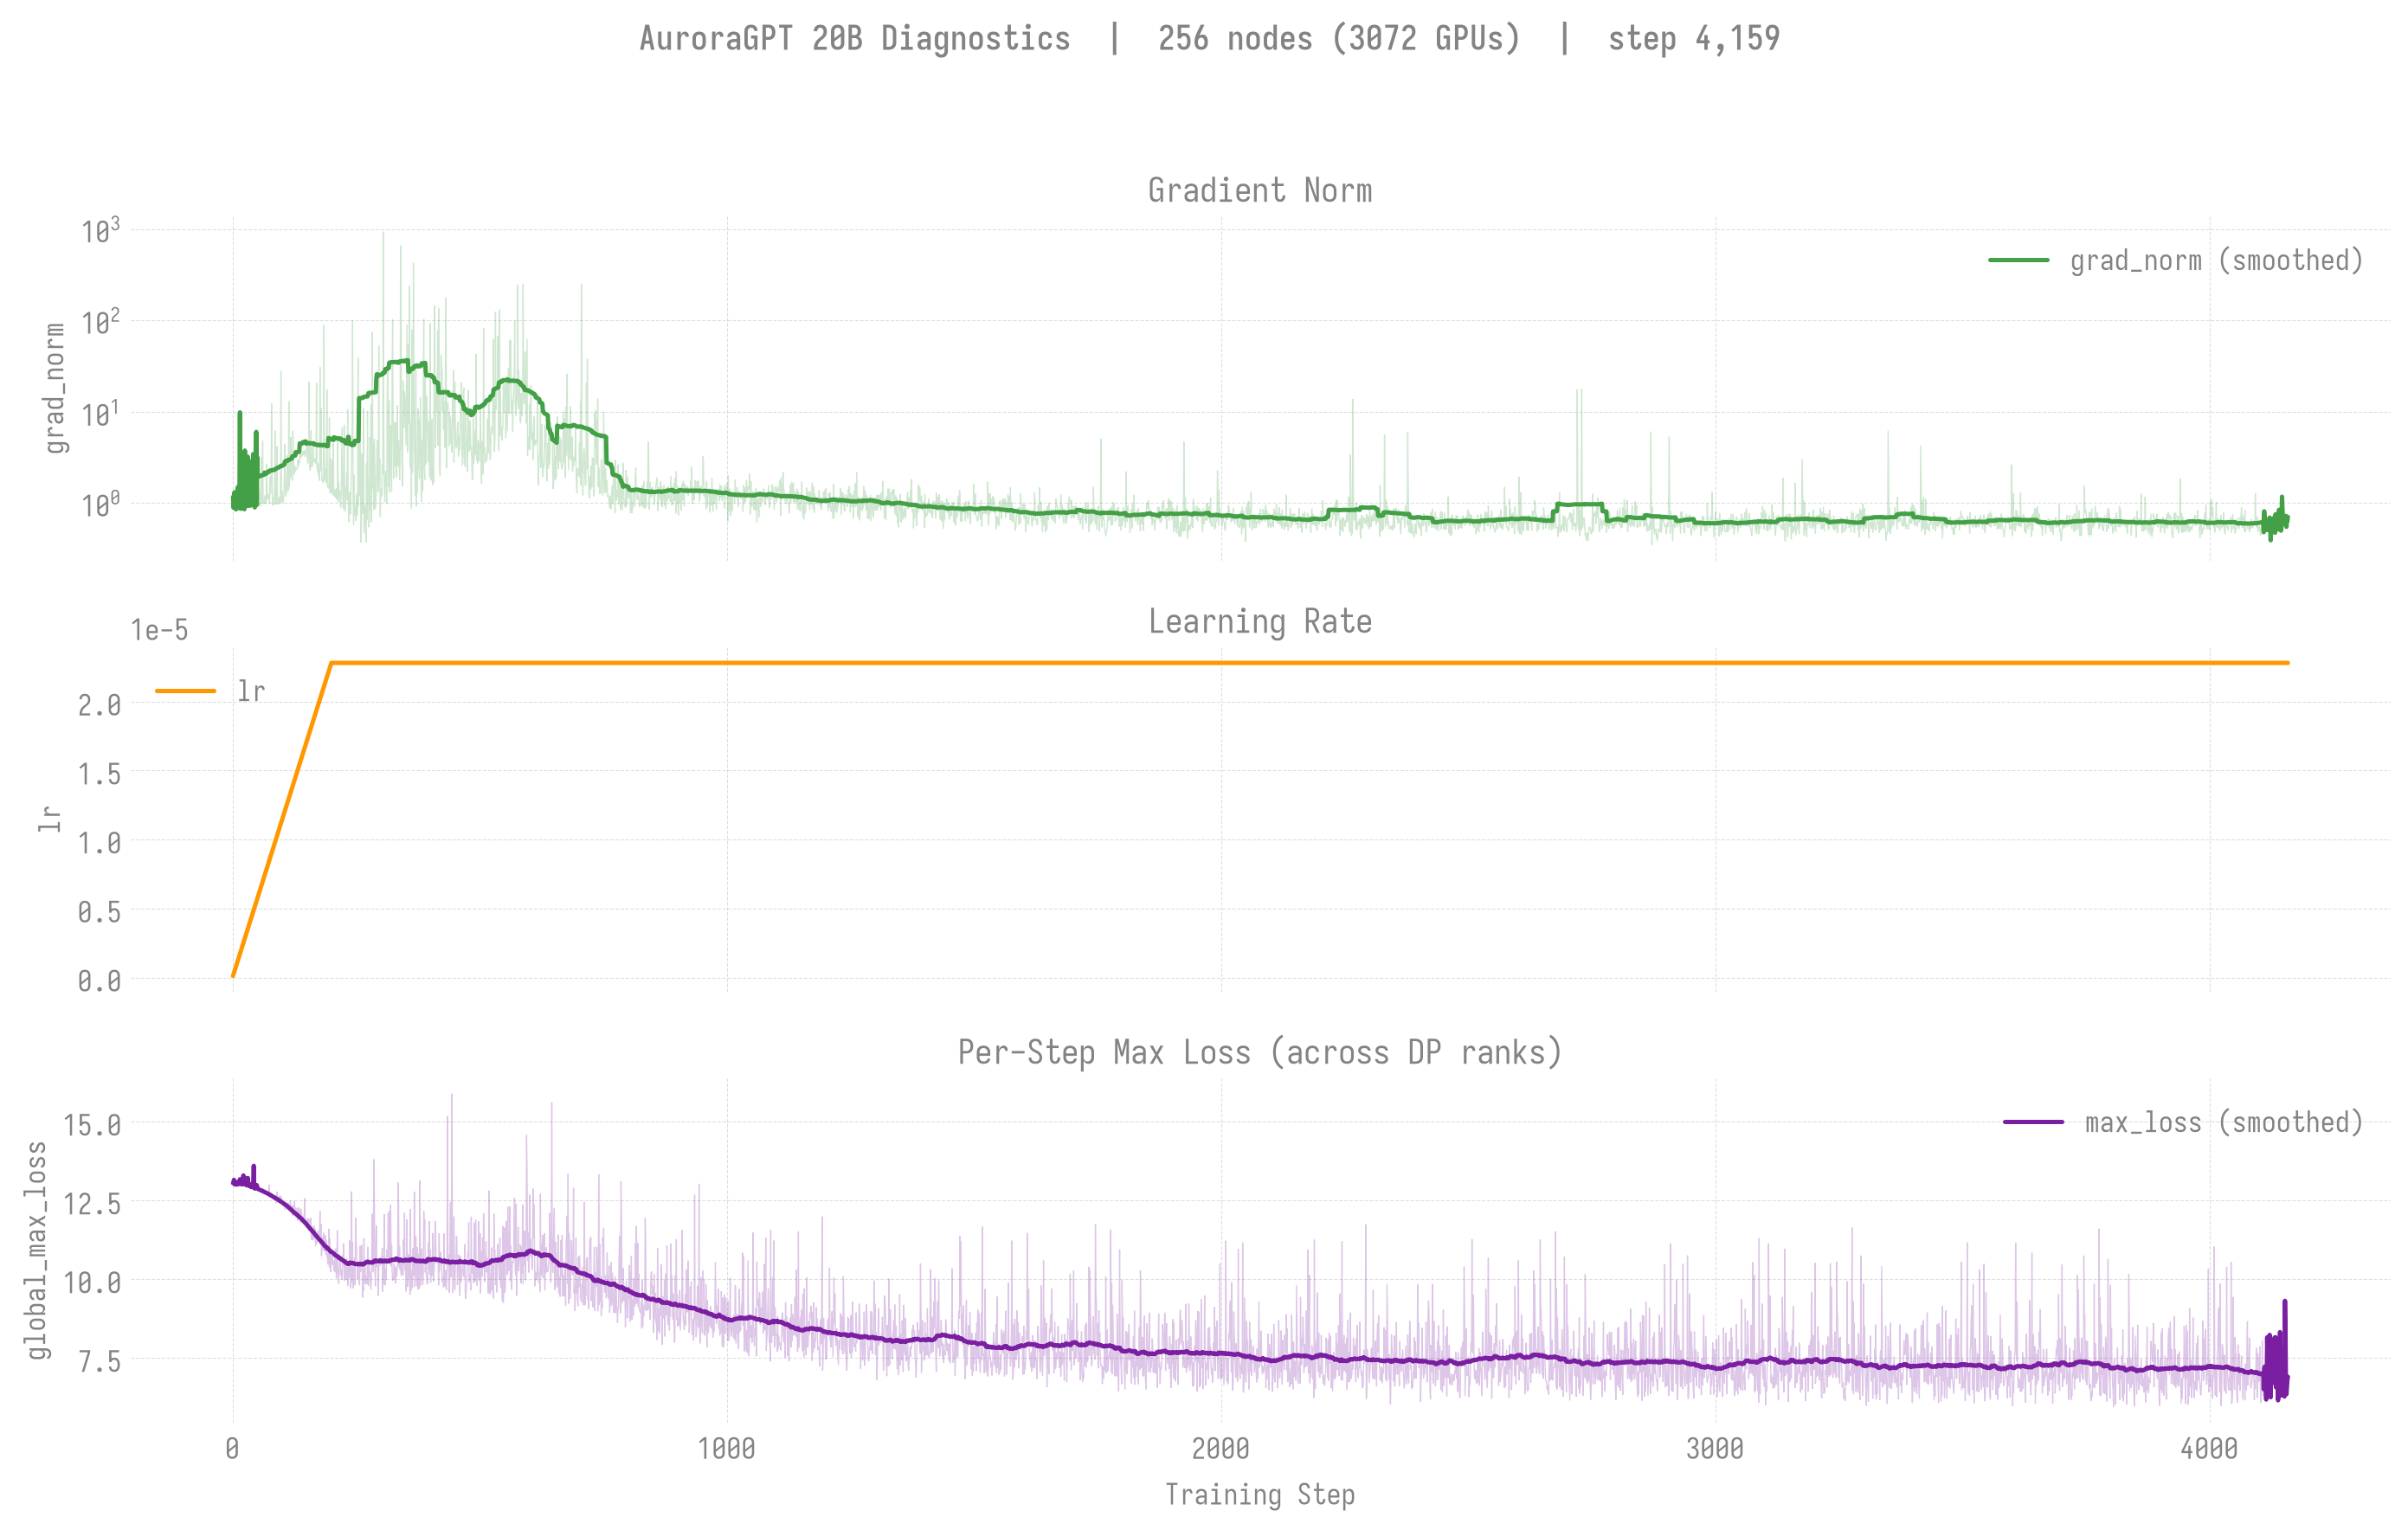 AuroraGPT 20B Diagnostics | 256 nodes (3072 GPUs) | step 4,159
Gradient Norm
10³
10²
10¹
10⁰
grad_norm
grad_norm (smoothed)
Learning Rate
1e-5
2.0
1.5
1.0
0.5
0.0
lr
lr
Per-Step Max Loss (across DP ranks)
15.0
12.5
10.0
7.5
global_max_loss
max_loss (smoothed)
0 1000 2000 3000 4000
Training Step